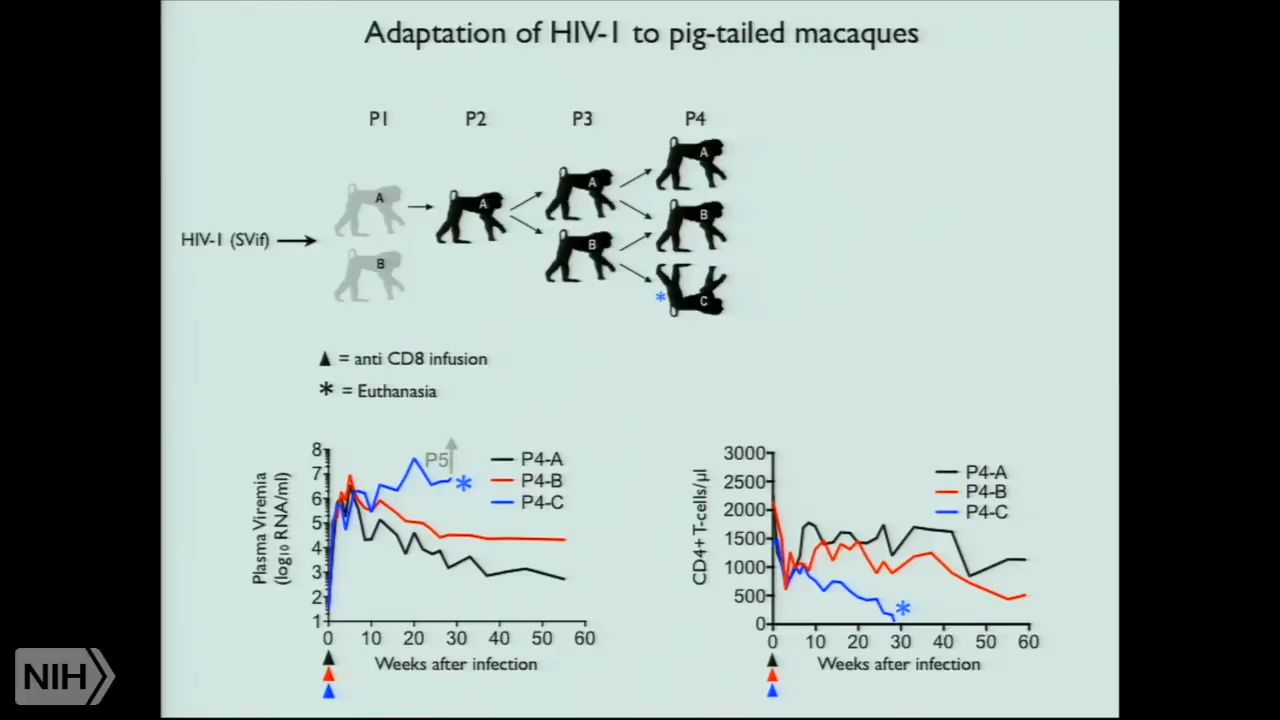 Adaptation of HIV-1 to pig-tailed macaques
P1 P2 P3 P4
A
A
A
A
B
HIV-1 (SVif)
B
B
C
*
▲ = anti CD8 infusion
* = Euthanasia
Plasma Viremia
(log10 RNA/ml)
8
7
6
5
4
3
2
1
P5
*
P4-A
P4-B
P4-C
0 10 20 30 40 50 60
Weeks after infection
CD4+ T-cells/µl
3000
2500
2000
1500
1000
500
0
*
P4-A
P4-B
P4-C
0 10 20 30 40 50 60
Weeks after infection
NIH